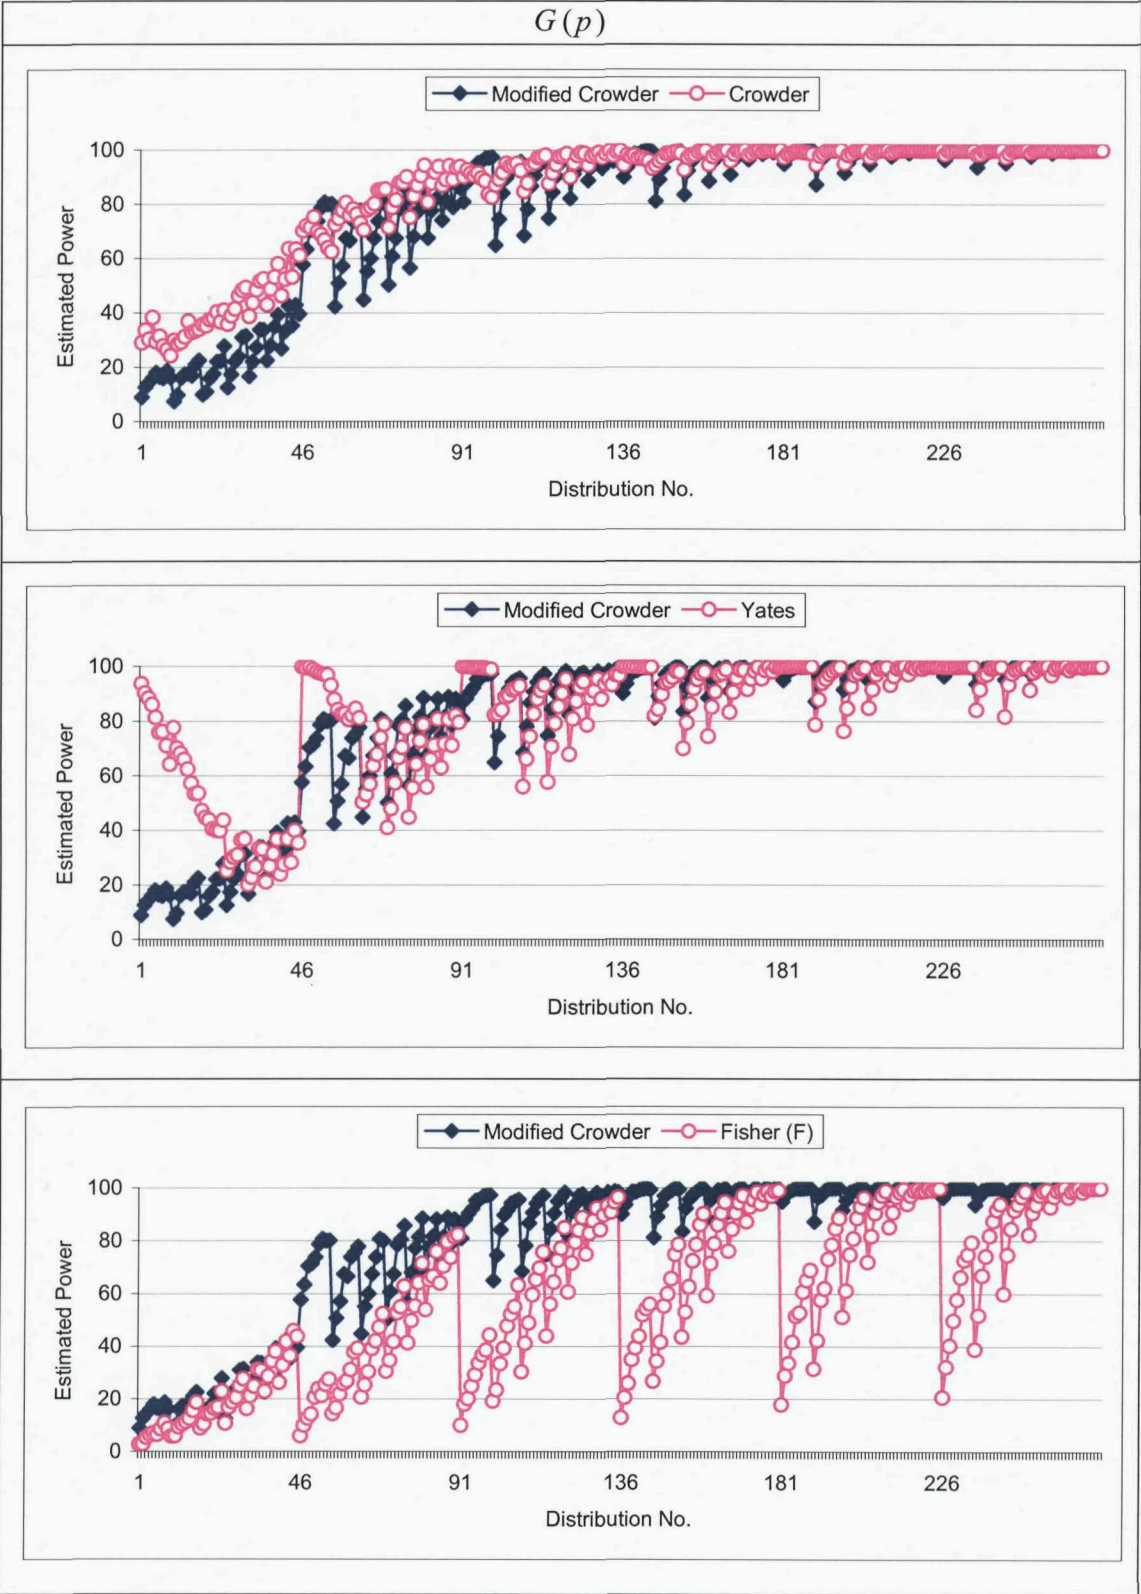 G(p)
Modified Crowder Crowder
100
80
60
40
20
0
Estimated Power
1 46 91 136 181 226
Distribution No.
Modified Crowder Yates
100
80
60
40
20
0
Estimated Power
1 46 91 136 181 226
Distribution No.
Modified Crowder Fisher (F)
100
80
60
40
20
0
Estimated Power
1 46 91 136 181 226
Distribution No.